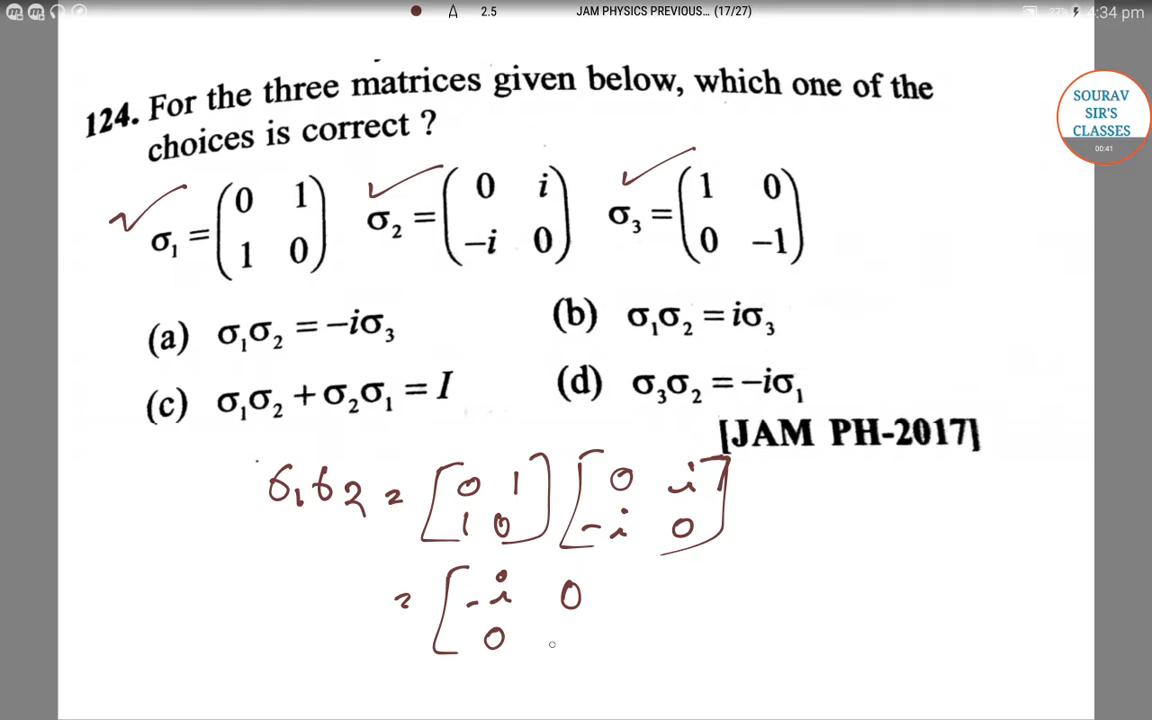 2.5 JAM PHYSICS PREVIOUS... (17/27) 27% 4:34 pm
SOURAV
SIR'S
CLASSES
00:41
124. For the three matrices given below, which one of the
choices is correct ?
σ₁ = (0 1; 1 0) σ₂ = (0 i; −i 0) σ₃ = (1 0; 0 −1)
(a) σ₁σ₂ = −iσ₃ (b) σ₁σ₂ = iσ₃
(c) σ₁σ₂ + σ₂σ₁ = I (d) σ₃σ₂ = −iσ₁
[JAM PH-2017]
σ₁σ₂ = [0 1; 1 0] [0 i; -i 0]
= [-i 0; 0